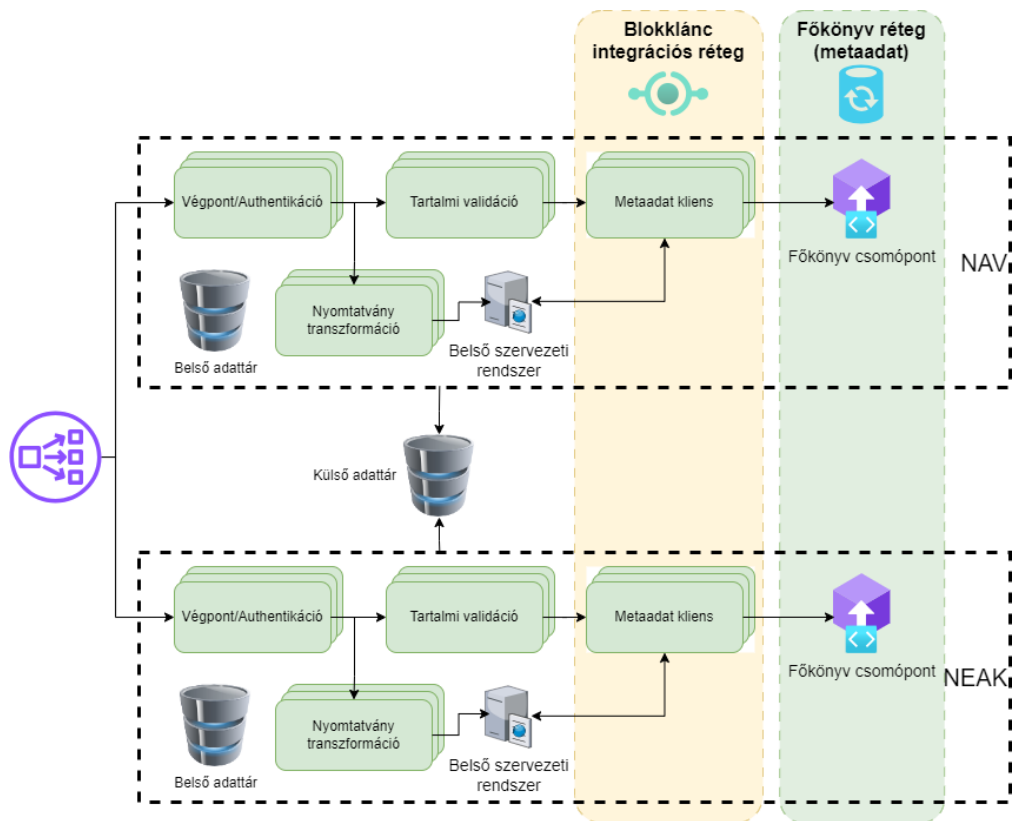 Blokklánc
integrációs réteg
Főkönyv réteg
(metaadat)
Végpont/Authentikáció
Tartalmi validáció
Metaadat kliens
Főkönyv csomópont
NAV
Nyomtatvány
transzformáció
Belső adattár
Belső szervezeti
rendszer
Külső adattár
Végpont/Authentikáció
Tartalmi validáció
Metaadat kliens
Főkönyv csomópont
NEAK
Nyomtatvány
transzformáció
Belső adattár
Belső szervezeti
rendszer